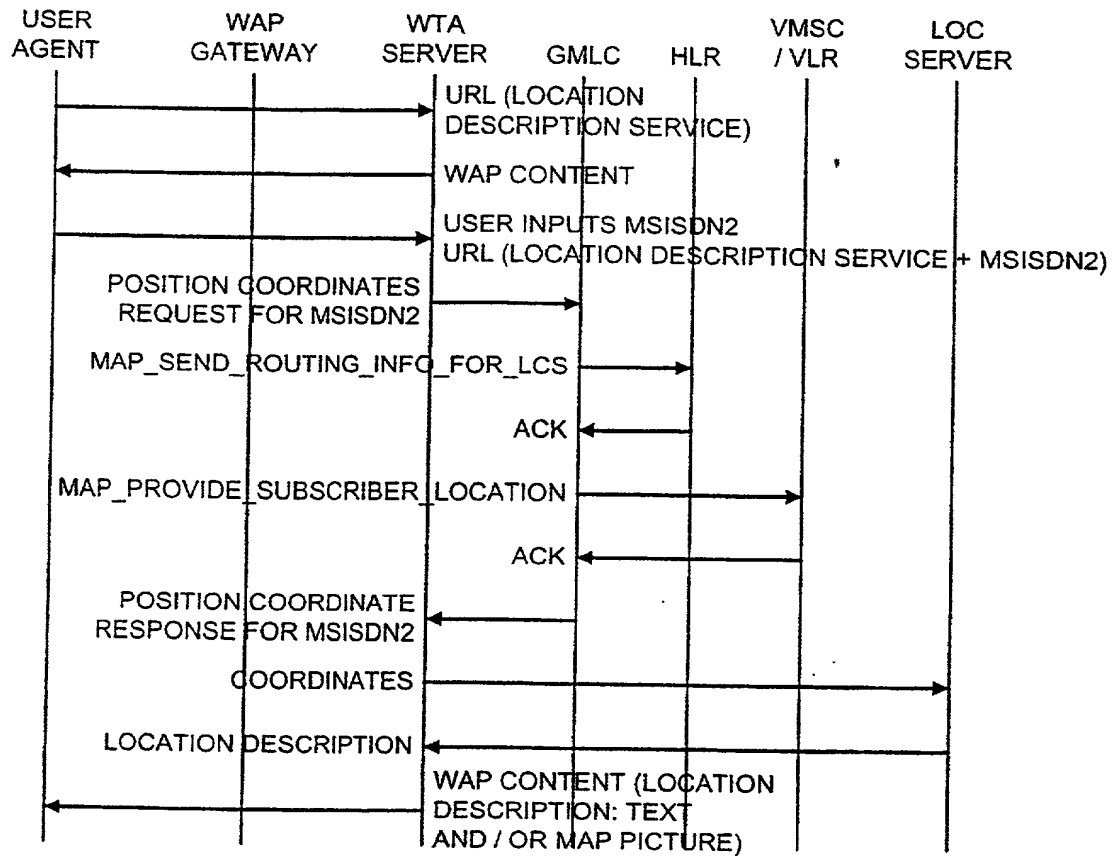 USER
AGENT
WAP
GATEWAY
WTA
SERVER
GMLC
HLR
VMSC
/ VLR
LOC
SERVER
URL (LOCATION
DESCRIPTION SERVICE)
WAP CONTENT
USER INPUTS MSISDN2
URL (LOCATION DESCRIPTION SERVICE + MSISDN2)
POSITION COORDINATES
REQUEST FOR MSISDN2
MAP_SEND_ROUTING_INFO_FOR_LCS
ACK
MAP_PROVIDE_SUBSCRIBER_LOCATION
ACK
POSITION COORDINATE
RESPONSE FOR MSISDN2
COORDINATES
LOCATION DESCRIPTION
WAP CONTENT (LOCATION
DESCRIPTION: TEXT
AND / OR MAP PICTURE)